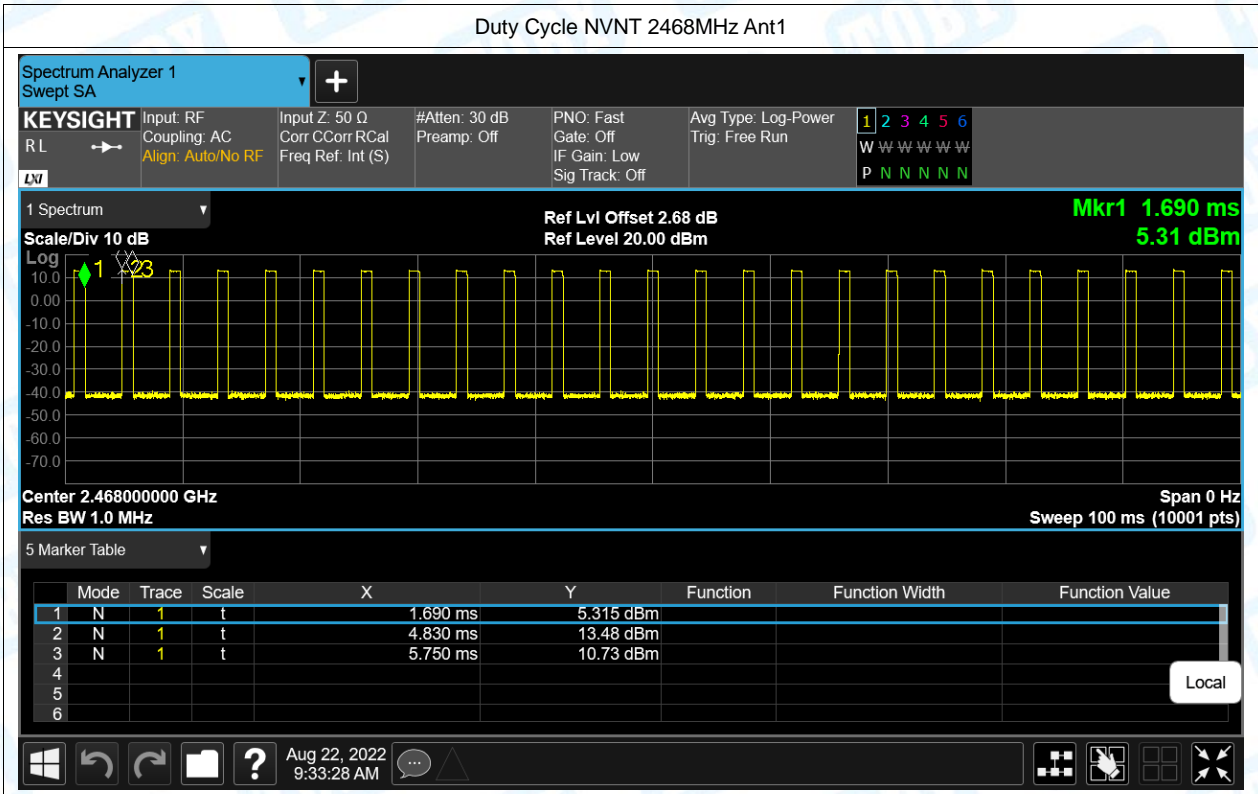 Duty Cycle NVNT 2468MHz Ant1
Spectrum Analyzer 1
Swept SA
KEYSIGHT
R L
LXI
Input: RF
Coupling: AC
Align: Auto/No RF
Input Z: 50 Ω
Corr CCorr RCal
Freq Ref: Int (S)
#Atten: 30 dB
Preamp: Off
PNO: Fast
Gate: Off
IF Gain: Low
Sig Track: Off
Avg Type: Log-Power
Trig: Free Run
1 2 3 4 5 6
W W W W W W
P N N N N N
1 Spectrum
Ref Lvl Offset 2.68 dB
Mkr1 1.690 ms
Scale/Div 10 dB
Ref Level 20.00 dBm
5.31 dBm
Log
1 2 3
10.0
0.00
-10.0
-20.0
-30.0
-40.0
-50.0
-60.0
-70.0
Center 2.468000000 GHz
Span 0 Hz
Res BW 1.0 MHz
Sweep 100 ms (10001 pts)
5 Marker Table
Mode Trace Scale X Y Function Function Width Function Value
1 N 1 t 1.690 ms 5.315 dBm
2 N 1 t 4.830 ms 13.48 dBm
3 N 1 t 5.750 ms 10.73 dBm
4
5
6
Local
Aug 22, 2022
9:33:28 AM